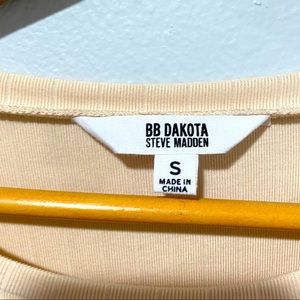 BB DAKOTA
STEVE MADDEN
S
MADE IN
CHINA